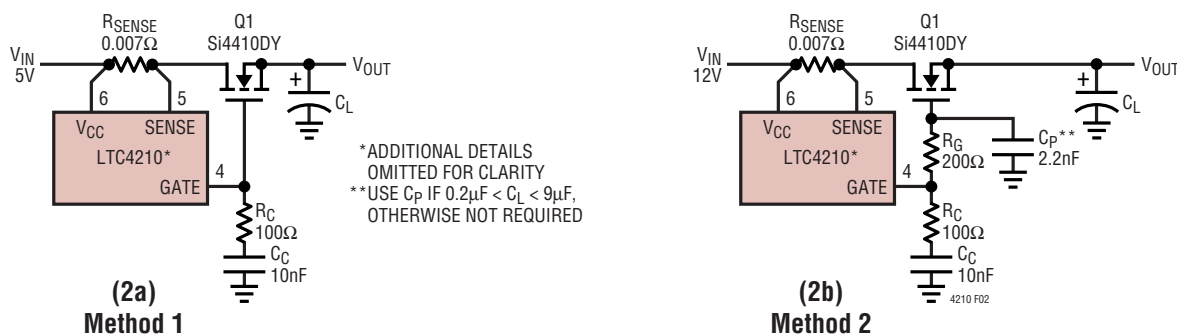 RSENSE
0.007Ω
Q1
Si4410DY
VIN
5V
VOUT
+
CL
6
5
VCC
SENSE
LTC4210*
GATE
4
RC
100Ω
CC
10nF
(2a)
Method 1
*ADDITIONAL DETAILS
OMITTED FOR CLARITY
**USE CP IF 0.2µF < CL < 9µF,
OTHERWISE NOT REQUIRED
RSENSE
0.007Ω
Q1
Si4410DY
VIN
12V
VOUT
+
CL
6
5
VCC
SENSE
LTC4210*
GATE
4
RG
200Ω
CP**
2.2nF
RC
100Ω
CC
10nF
4210 F02
(2b)
Method 2